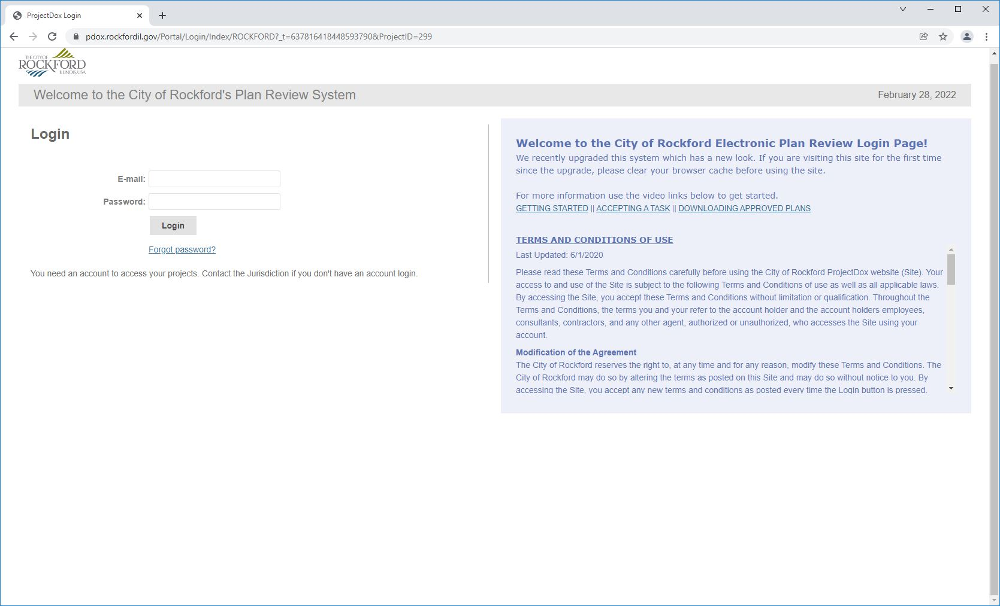 ProjectDox Login
pdox.rockfordil.gov/Portal/Login/Index/ROCKFORD?_t=637816418448593790&ProjectID=299
THE CITY OF
ROCKFORD
ILLINOIS, USA
Welcome to the City of Rockford's Plan Review System
February 28, 2022
Login
E-mail:
Password:
Login
Forgot password?
You need an account to access your projects. Contact the Jurisdiction if you don't have an account login.
Welcome to the City of Rockford Electronic Plan Review Login Page!
We recently upgraded this system which has a new look. If you are visiting this site for the first time
since the upgrade, please clear your browser cache before using the site.
For more information use the video links below to get started.
GETTING STARTED || ACCEPTING A TASK || DOWNLOADING APPROVED PLANS
TERMS AND CONDITIONS OF USE
Last Updated: 6/1/2020
Please read these Terms and Conditions carefully before using the City of Rockford ProjectDox website (Site). Your
access to and use of the Site is subject to the following Terms and Conditions of use as well as all applicable laws.
By accessing the Site, you accept these Terms and Conditions without limitation or qualification. Throughout the
Terms and Conditions, the terms you and your refer to the account holder and the account holders employees,
consultants, contractors, and any other agent, authorized or unauthorized, who accesses the Site using your
account.
Modification of the Agreement
The City of Rockford reserves the right to, at any time and for any reason, modify these Terms and Conditions. The
City of Rockford may do so by altering the terms as posted on this Site and may do so without notice to you. By
accessing the Site, you accept any new terms and conditions as posted every time the Login button is pressed.